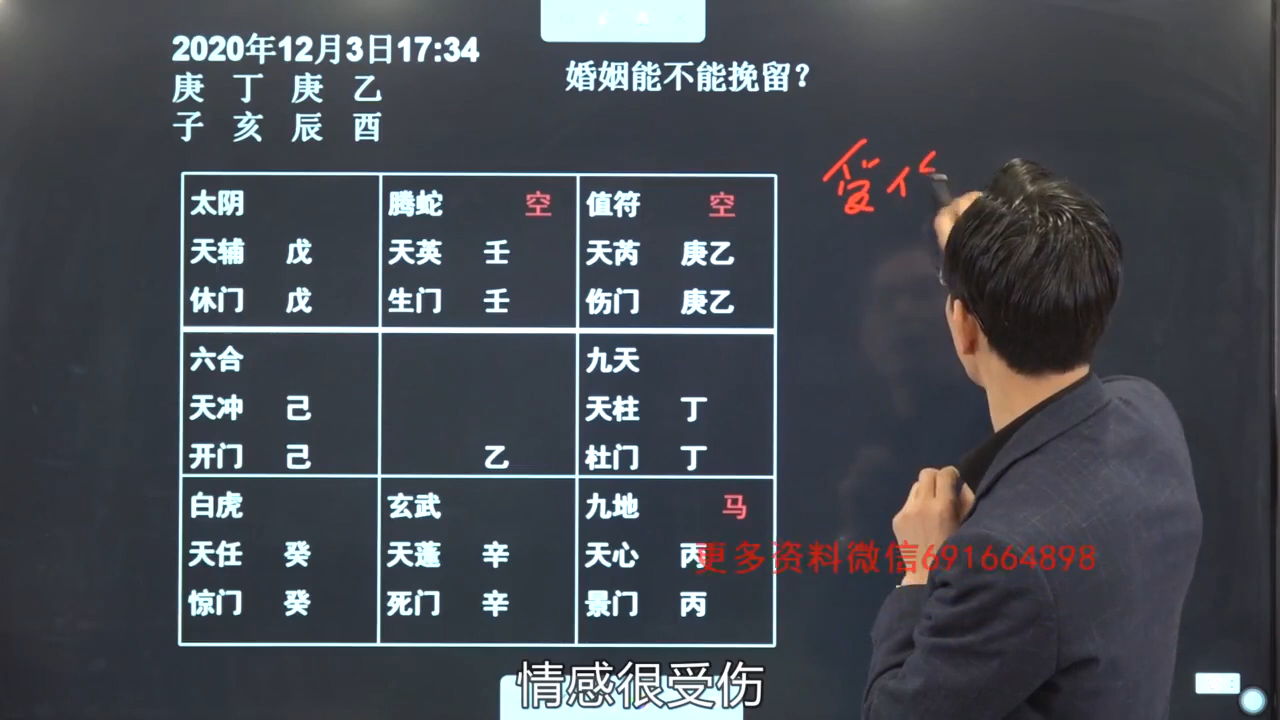 2020年12月3日17:34
庚 丁 庚 乙
子 亥 辰 酉
婚姻能不能挽留？
太阴
天辅 戊
休门 戊
腾蛇 空
天英 壬
生门 壬
值符 空
天芮 庚乙
伤门 庚乙
六合
天冲 己
开门 己
乙
九天
天柱 丁
杜门 丁
白虎
天任 癸
惊门 癸
玄武
天蓬 辛
死门 辛
九地 马
天心 丙
景门 丙
受
更多资料微信691664898
情感很受伤